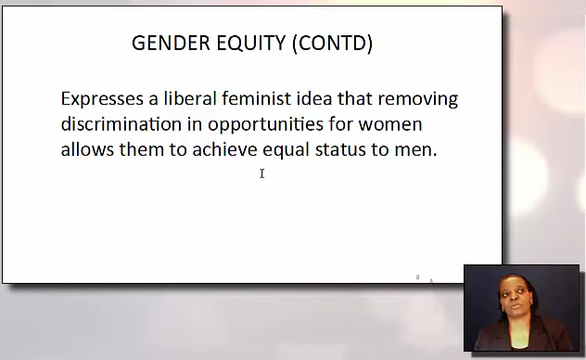 GENDER EQUITY (CONTD)
Expresses a liberal feminist idea that removing
discrimination in opportunities for women
allows them to achieve equal status to men.